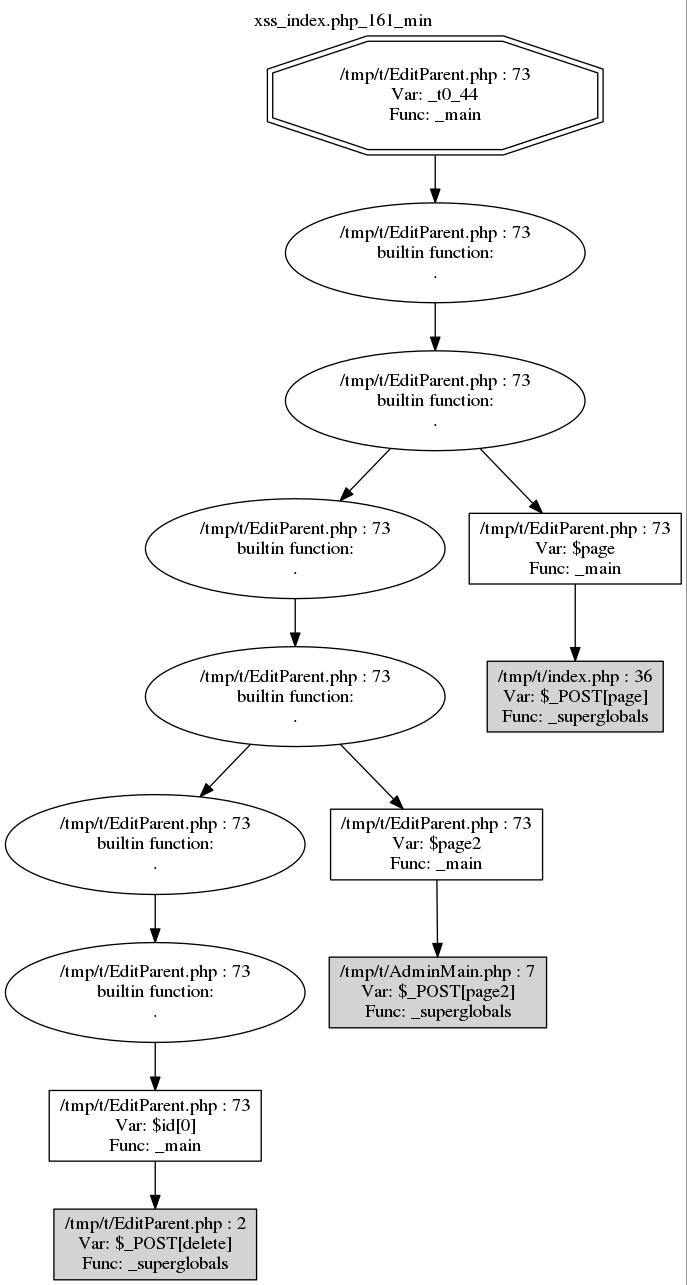 xss_index.php_161_min
/tmp/t/EditParent.php : 73
Var: _t0_44
Func: _main
/tmp/t/EditParent.php : 73
builtin function:
.
/tmp/t/EditParent.php : 73
builtin function:
.
/tmp/t/EditParent.php : 73
builtin function:
.
/tmp/t/EditParent.php : 73
Var: $page
Func: _main
/tmp/t/EditParent.php : 73
builtin function:
.
/tmp/t/index.php : 36
Var: $_POST[page]
Func: _superglobals
/tmp/t/EditParent.php : 73
builtin function:
.
/tmp/t/EditParent.php : 73
Var: $page2
Func: _main
/tmp/t/EditParent.php : 73
builtin function:
.
/tmp/t/AdminMain.php : 7
Var: $_POST[page2]
Func: _superglobals
/tmp/t/EditParent.php : 73
Var: $id[0]
Func: _main
/tmp/t/EditParent.php : 2
Var: $_POST[delete]
Func: _superglobals